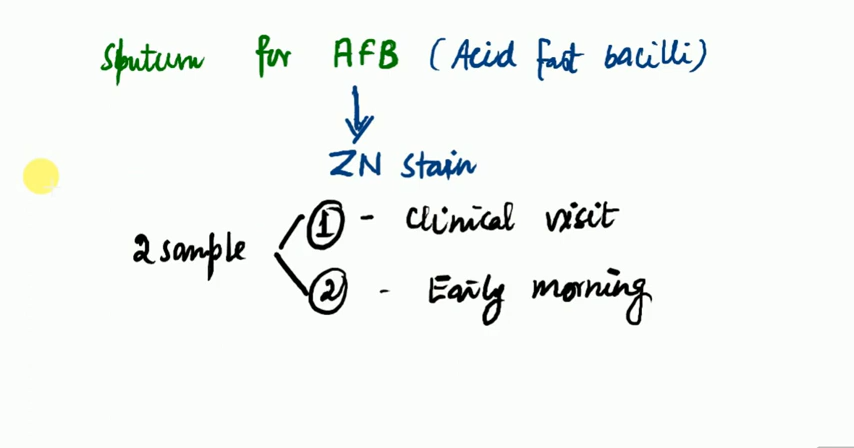 Sputum for AFB (Acid fast bacilli)
ZN stain
2 sample
① - Clinical visit
② - Early morning